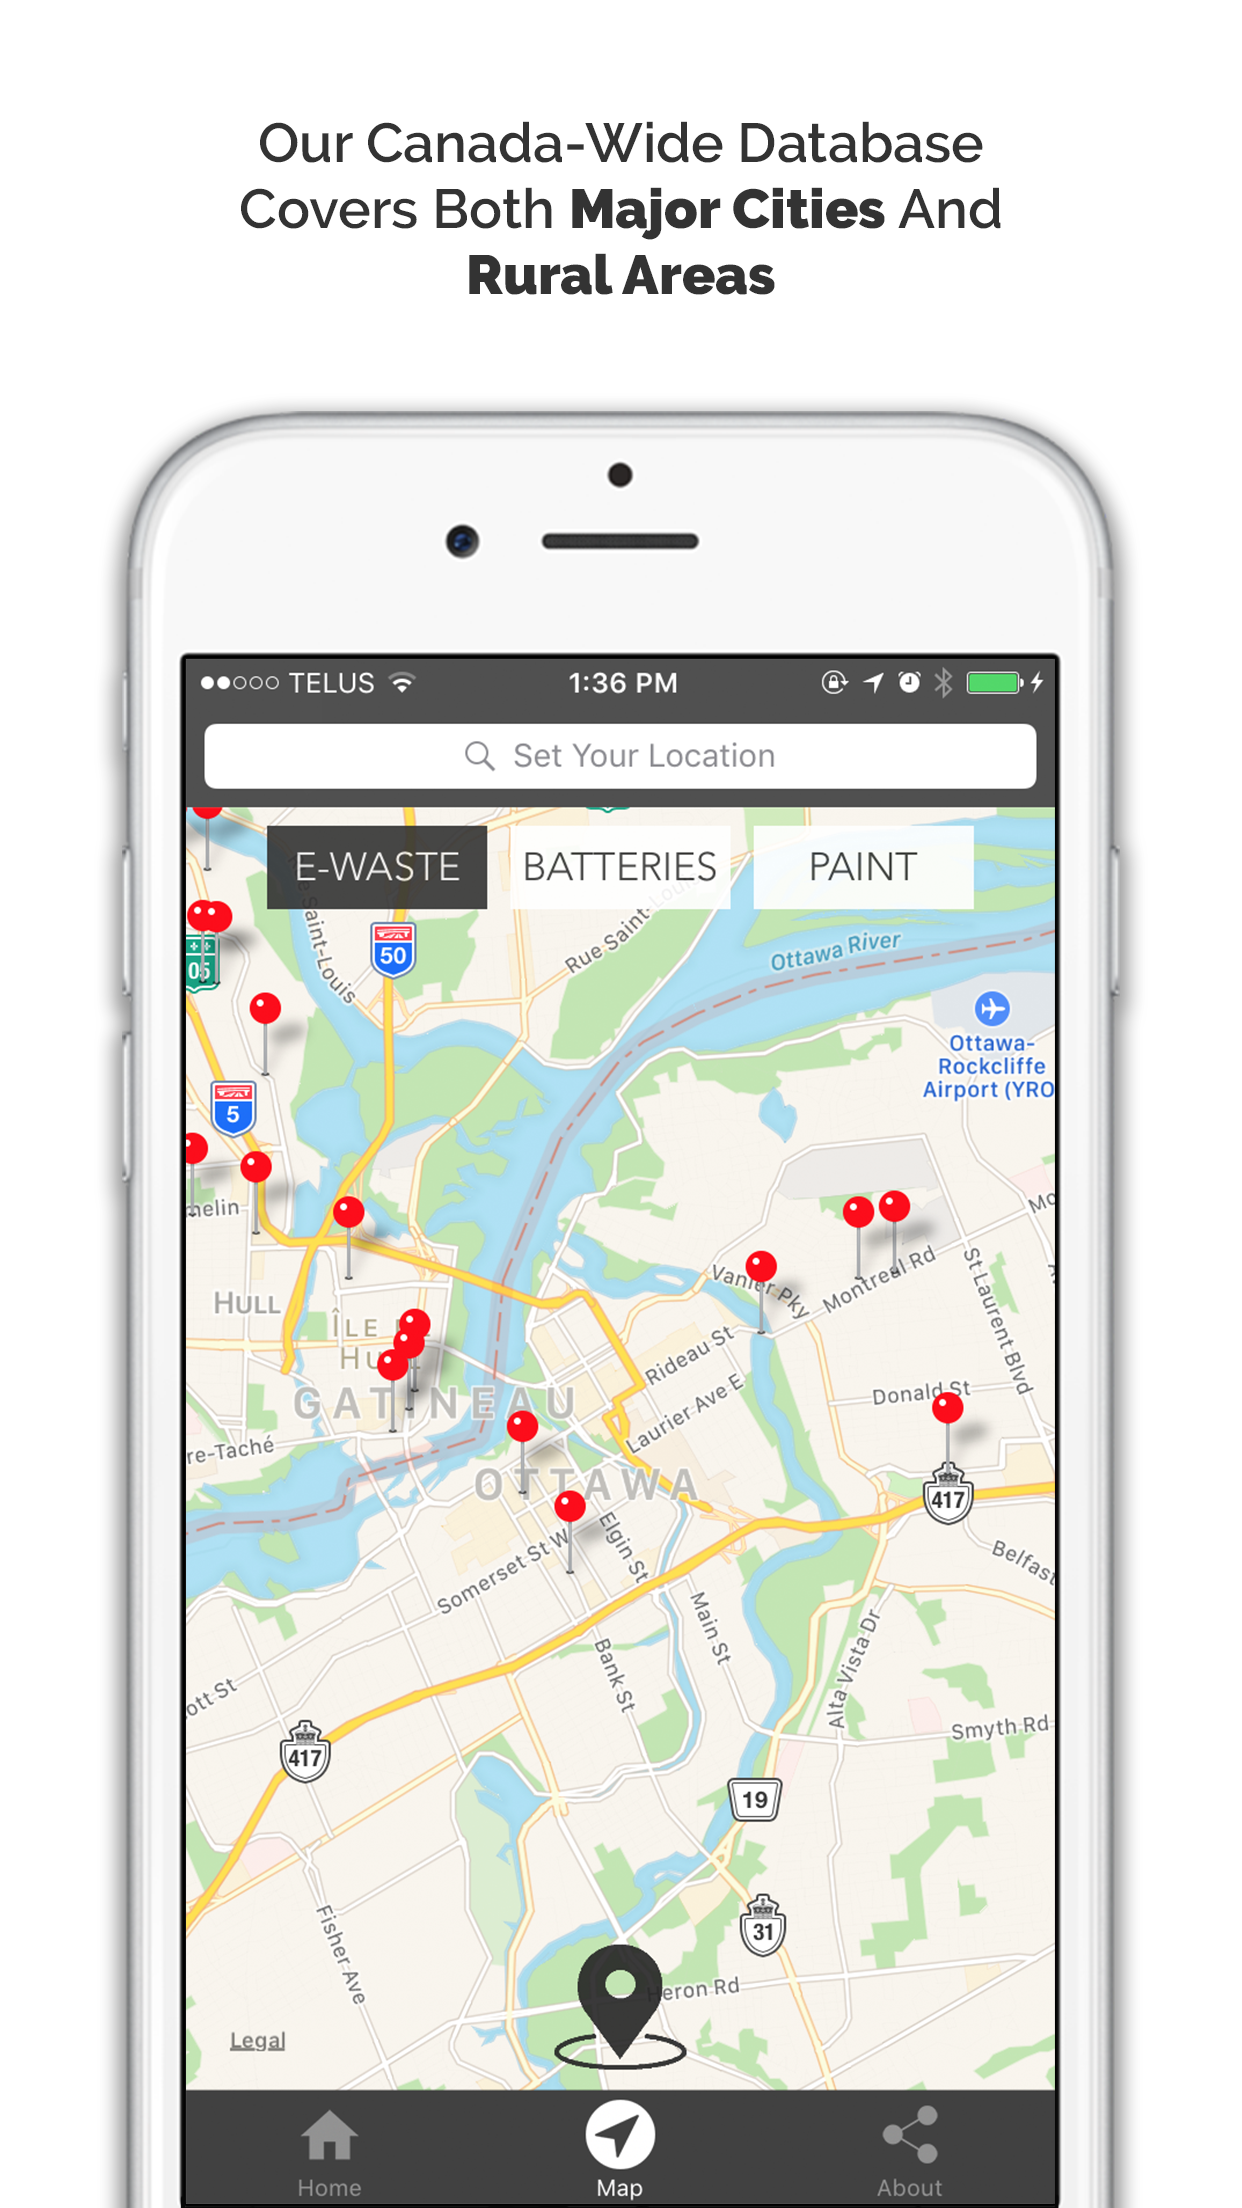 Our Canada-Wide Database
Covers Both Major Cities And
Rural Areas
TELUS
1:36 PM
Set Your Location
E-WASTE
BATTERIES
PAINT
Saint-Louis
50
Rue Saint-Louis
Ottawa River
05
Ottawa-
Rockcliffe
Airport (YRO
5
melin
Mo
HULL
ÎLE
Vanier Pky
Montreal Rd
St Laurent Blvd
Rideau St
GATINEAU
Laurier Ave E
Donald St
re-Taché
OTTAWA
417
Somerset St W
Elgin St
Belfast
Main St
Bank St
Alta Vista Dr
ott St
Smyth Rd
417
19
31
Fisher Ave
eron Rd
Legal
Home
Map
About